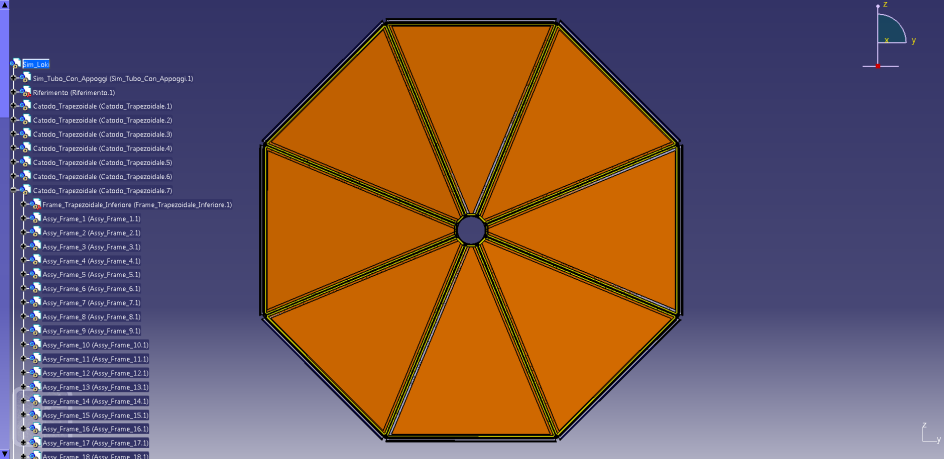 Sim_Loki
Sim_Tubo_Con_Appoggi (Sim_Tubo_Con_Appoggi.1)
Riferimento (Riferimento.1)
Catodo_Trapezoidale (Catodo_Trapezoidale.1)
Catodo_Trapezoidale (Catodo_Trapezoidale.2)
Catodo_Trapezoidale (Catodo_Trapezoidale.3)
Catodo_Trapezoidale (Catodo_Trapezoidale.4)
Catodo_Trapezoidale (Catodo_Trapezoidale.5)
Catodo_Trapezoidale (Catodo_Trapezoidale.6)
Catodo_Trapezoidale (Catodo_Trapezoidale.7)
Frame_Trapezoidale_Inferiore (Frame_Trapezoidale_Inferiore.1)
Assy_Frame_1 (Assy_Frame_1.1)
Assy_Frame_2 (Assy_Frame_2.1)
Assy_Frame_3 (Assy_Frame_3.1)
Assy_Frame_4 (Assy_Frame_4.1)
Assy_Frame_5 (Assy_Frame_5.1)
Assy_Frame_6 (Assy_Frame_6.1)
Assy_Frame_7 (Assy_Frame_7.1)
Assy_Frame_8 (Assy_Frame_8.1)
Assy_Frame_9 (Assy_Frame_9.1)
Assy_Frame_10 (Assy_Frame_10.1)
Assy_Frame_11 (Assy_Frame_11.1)
Assy_Frame_12 (Assy_Frame_12.1)
Assy_Frame_13 (Assy_Frame_13.1)
Assy_Frame_14 (Assy_Frame_14.1)
Assy_Frame_15 (Assy_Frame_15.1)
Assy_Frame_16 (Assy_Frame_16.1)
Assy_Frame_17 (Assy_Frame_17.1)
Assy_Frame_18 (Assy_Frame_18.1)
z
x y
z
y